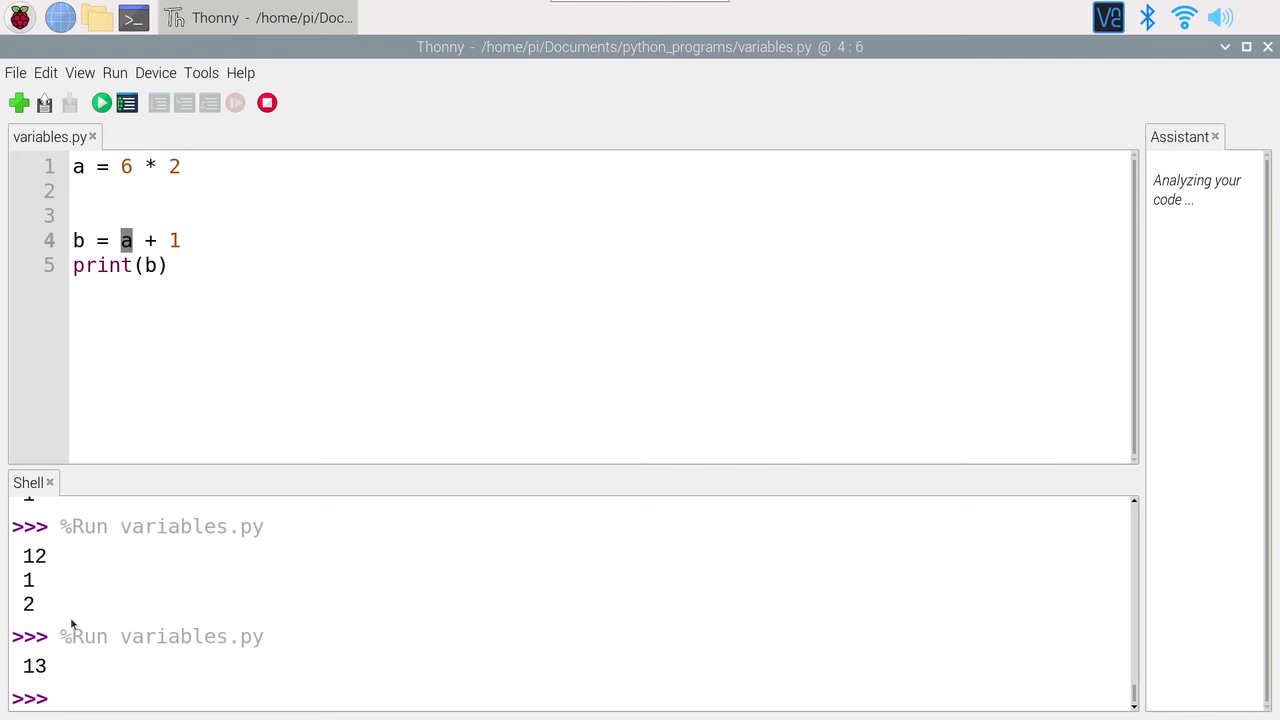 Thonny - /home/pi/Doc...
Thonny - /home/pi/Documents/python_programs/variables.py @ 4 : 6
File Edit View Run Device Tools Help
variables.py
Assistant
1 a = 6 * 2
2
3
4 b = a + 1
5 print(b)
Analyzing your
code ...
Shell
1
>>> %Run variables.py
12
1
2
>>> %Run variables.py
13
>>>